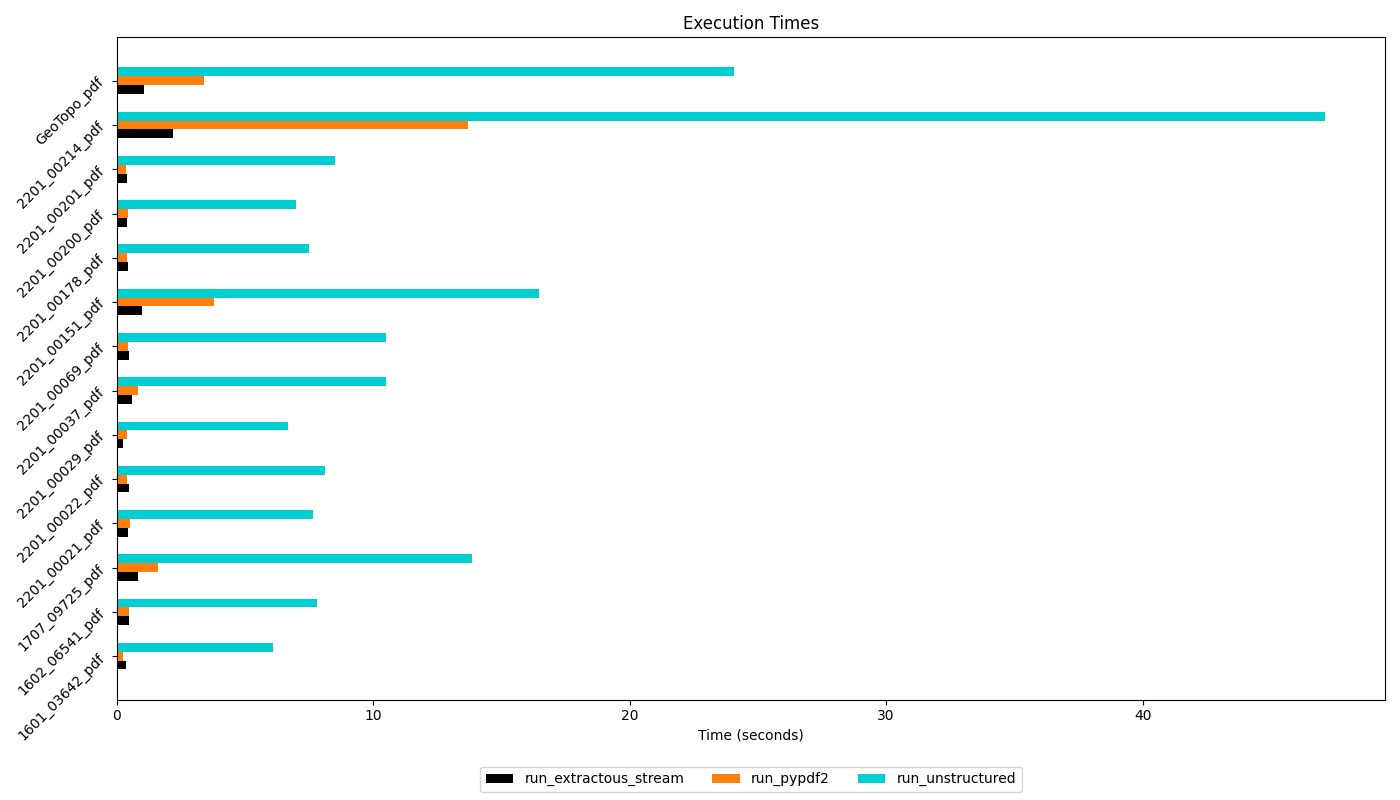 Execution Times
GeoTopo_pdf
2201_00214_pdf
2201_00201_pdf
2201_00200_pdf
2201_00178_pdf
2201_00151_pdf
2201_00069_pdf
2201_00037_pdf
2201_00029_pdf
2201_00022_pdf
2201_00021_pdf
1707_09725_pdf
1602_06541_pdf
1601_03642_pdf
0 10 20 30 40
Time (seconds)
run_extractous_stream run_pypdf2 run_unstructured